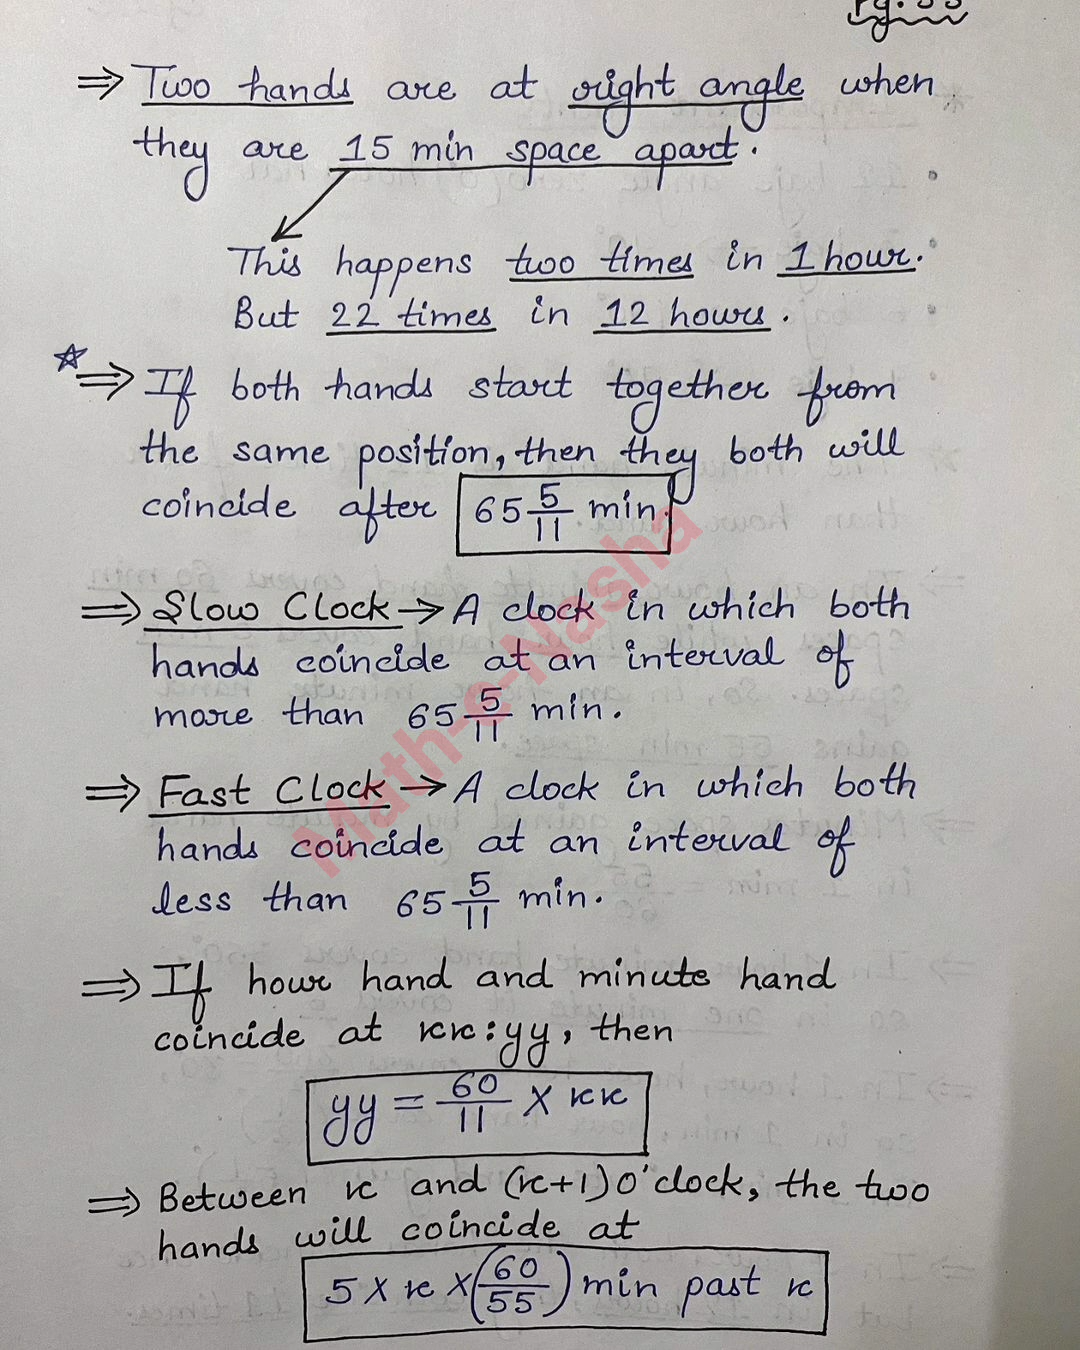 Pg. 33
⇒ Two hands are at right angle when
they are 15 min space apart.
This happens two times in 1 hour.
But 22 times in 12 hours.
☆⇒ If both hands start together from
the same position, then they both will
coincide after 65 5/11 min.
⇒ Slow Clock → A clock in which both
hands coincide at an interval of
more than 65 5/11 min.
⇒ Fast Clock → A clock in which both
hands coincide at an interval of
less than 65 5/11 min.
⇒ If hour hand and minute hand
coincide at xx:yy, then
yy = 60/11 × xx
⇒ Between x and (x+1) O'clock, the two
hands will coincide at
5 × x × (60/55) min past x
Math-e-Nasha